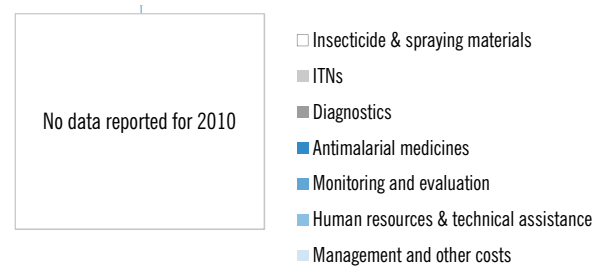 No data reported for 2010
Insecticide & spraying materials
ITNs
Diagnostics
Antimalarial medicines
Monitoring and evaluation
Human resources & technical assistance
Management and other costs